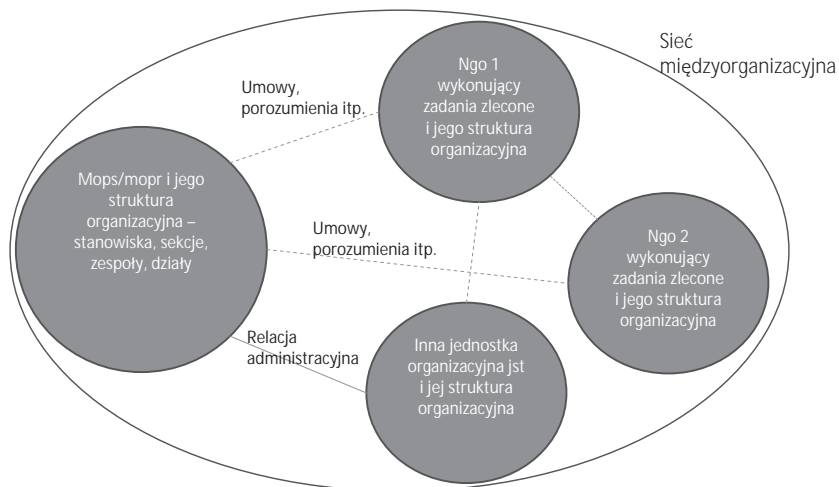 Sieć
międzyorganizacyjna
Ngo 1
wykonujący
zadania zlecone
i jego struktura
organizacyjna
Umowy,
porozumienia itp.
Mops/mopr i jego
struktura
organizacyjna –
stanowiska, sekcje,
zespoły, działy
Umowy,
porozumienia itp.
Ngo 2
wykonujący
zadania zlecone
i jego struktura
organizacyjna
Relacja
administracyjna
Inna jednostka
organizacyjna jst
i jej struktura
organizacyjna